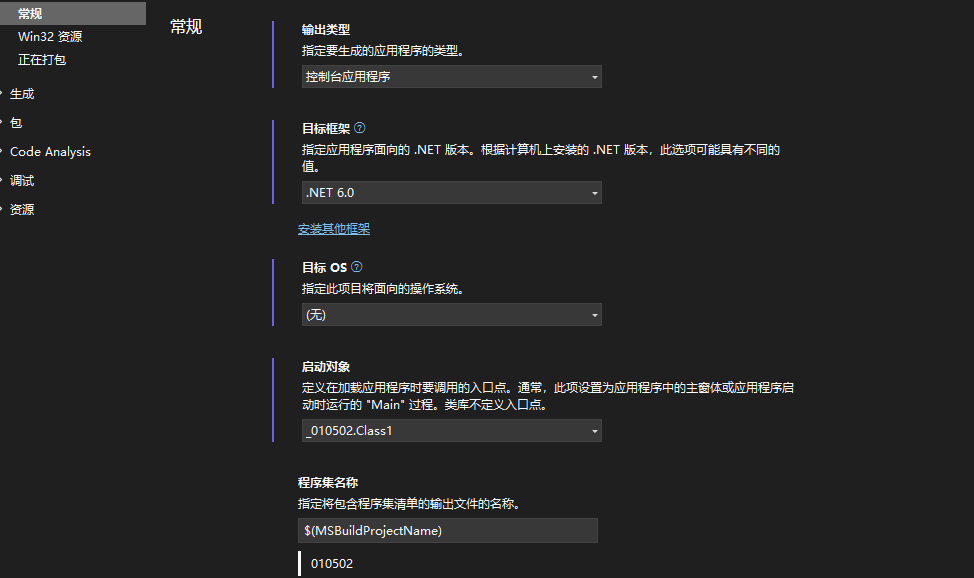 常规
Win32 资源
正在打包
生成
包
Code Analysis
调试
资源
常规
输出类型
指定要生成的应用程序的类型。
控制台应用程序
目标框架
指定应用程序面向的 .NET 版本。根据计算机上安装的 .NET 版本，此选项可能具有不同的
值。
.NET 6.0
安装其他框架
目标 OS
指定此项目将面向的操作系统。
(无)
启动对象
定义在加载应用程序时要调用的入口点。通常，此项设置为应用程序中的主窗体或应用程序启
动时运行的 "Main" 过程。类库不定义入口点。
_010502.Class1
程序集名称
指定将包含程序集清单的输出文件的名称。
$(MSBuildProjectName)
010502